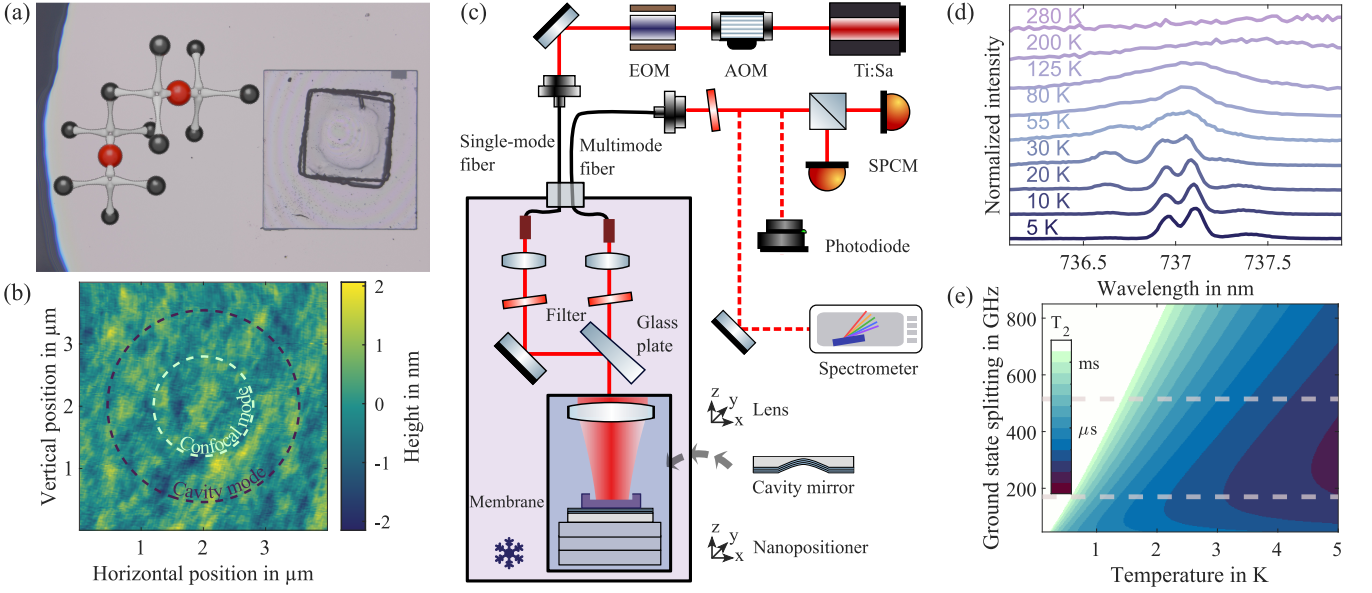 (a)
(b)
Vertical position in µm
3
2
1
1
2
3
Horizontal position in µm
Confocal mode
Cavity mode
2
1
0
-1
-2
Height in nm
(c)
EOM
AOM
Ti:Sa
Single-mode
fiber
Multimode
fiber
SPCM
Photodiode
Filter
Glass
plate
Spectrometer
Lens
z
y
x
Cavity mirror
Membrane
Nanopositioner
z
y
x
(d)
Normalized intensity
280 K
200 K
125 K
80 K
55 K
30 K
20 K
10 K
5 K
736.5
737
737.5
Wavelength in nm
(e)
Ground state splitting in GHz
800
600
400
200
T2
ms
µs
1
2
3
4
5
Temperature in K